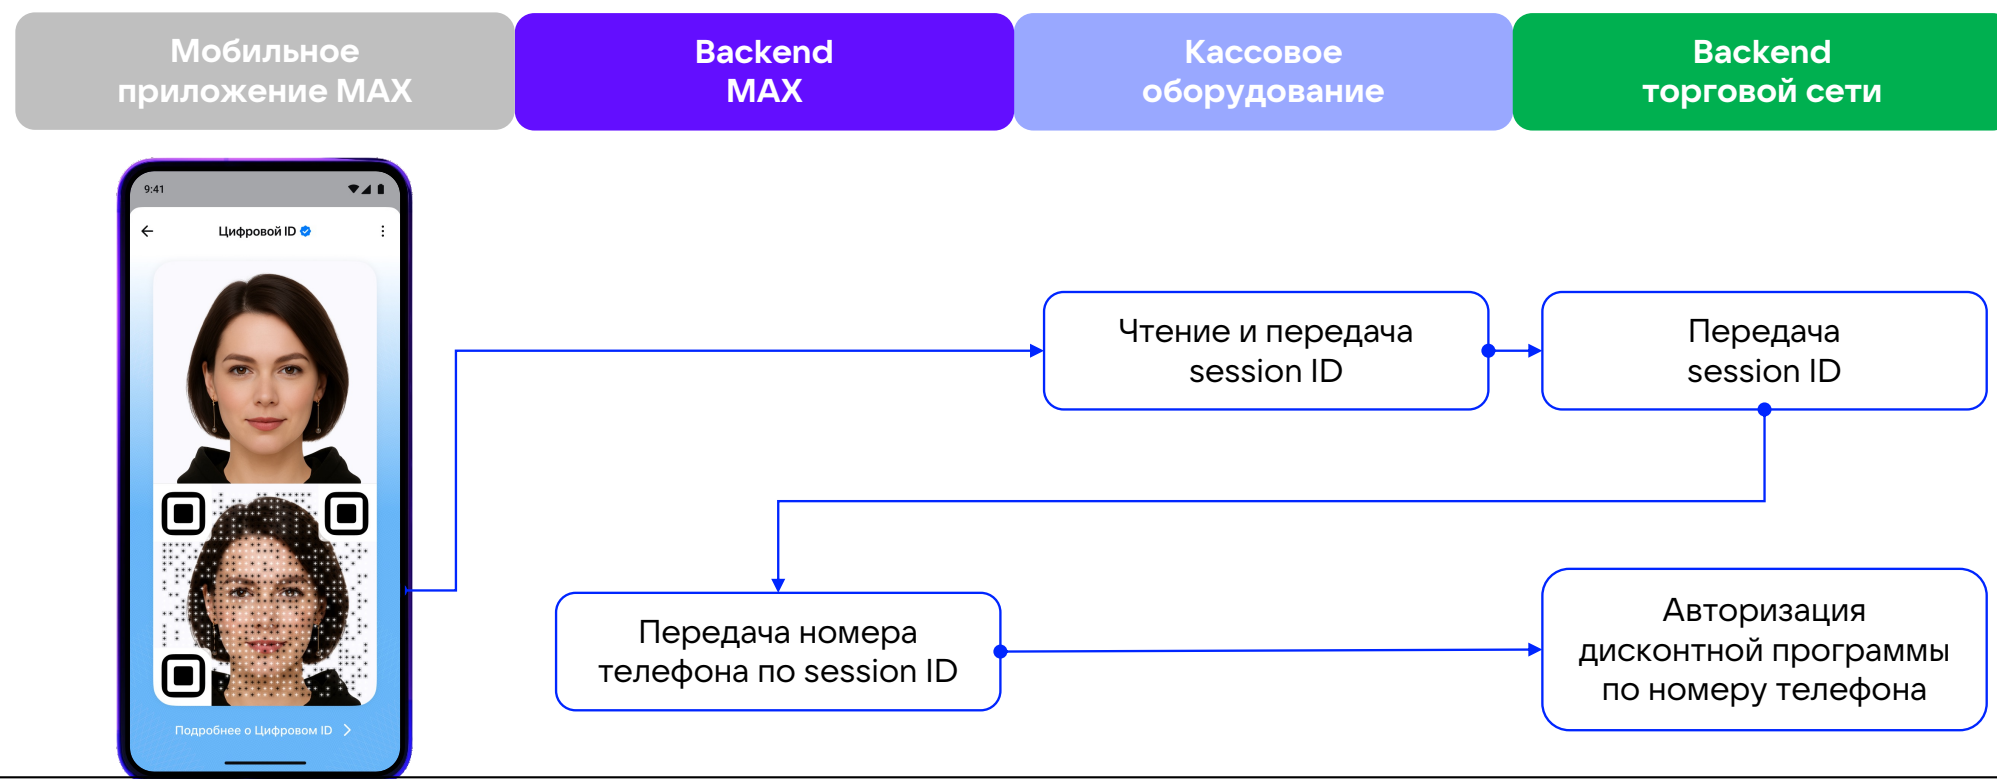 Мобильное
приложение MAX
Backend
MAX
Кассовое
оборудование
Backend
торговой сети
9:41
Цифровой ID
Чтение и передача
session ID
Передача
session ID
Передача номера
телефона по session ID
Авторизация
дисконтной программы
по номеру телефона
Подробнее о Цифровом ID